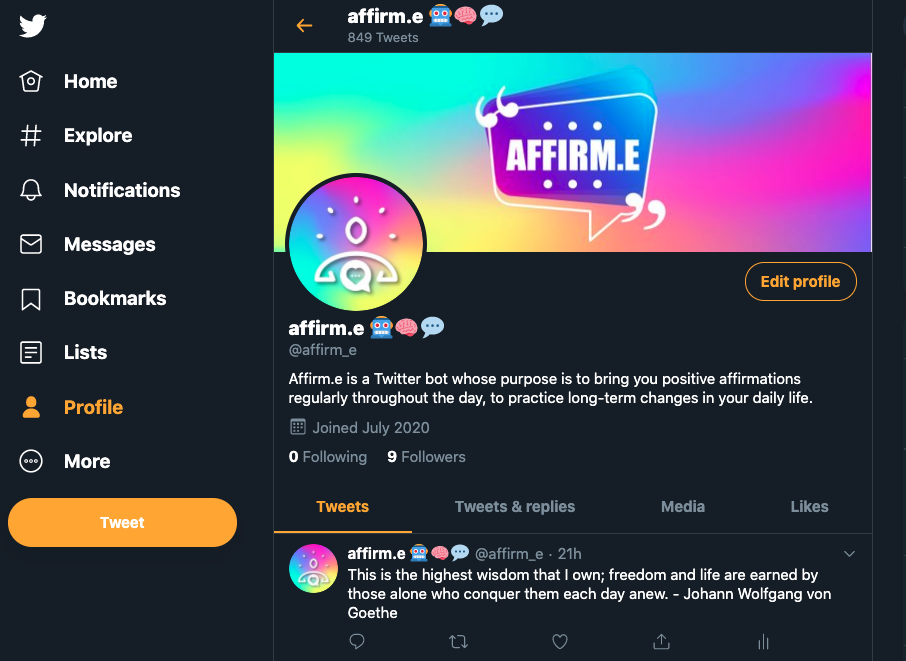 affirm.e 🤖🧠💬
849 Tweets
Home
Explore
Notifications
Messages
Bookmarks
Lists
Profile
More
Tweet
AFFIRM.E
Edit profile
affirm.e 🤖🧠💬
@affirm_e
Affirm.e is a Twitter bot whose purpose is to bring you positive affirmations
regularly throughout the day, to practice long-term changes in your daily life.
Joined July 2020
0 Following 9 Followers
Tweets Tweets & replies Media Likes
affirm.e 🤖🧠💬 @affirm_e · 21h
This is the highest wisdom that I own; freedom and life are earned by
those alone who conquer them each day anew. - Johann Wolfgang von
Goethe